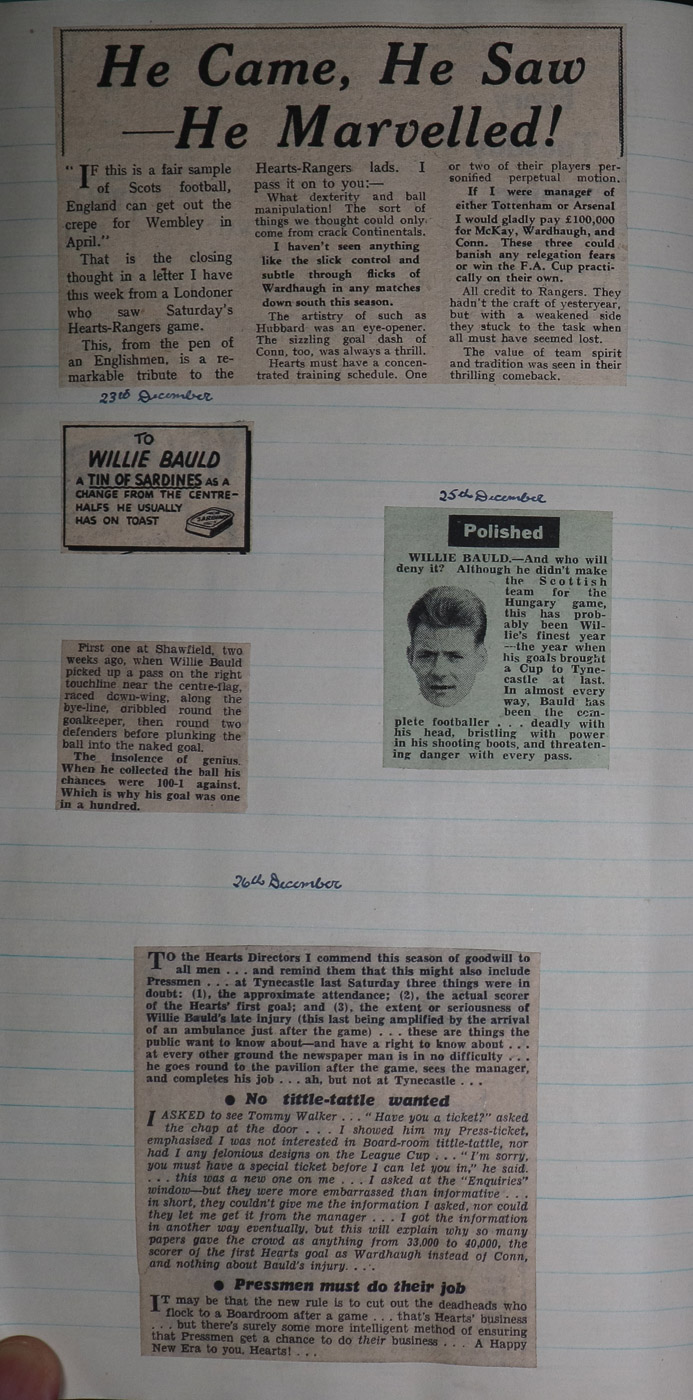 He Came, He Saw
—He Marvelled!
" IF this is a fair sample
of Scots football,
England can get out the
crepe for Wembley in
April."
That is the closing
thought in a letter I have
this week from a Londoner
who saw Saturday's
Hearts-Rangers game.
This, from the pen of
an Englishmen, is a re-
markable tribute to the
Hearts-Rangers lads. I
pass it on to you:—
What dexterity and ball
manipulation! The sort of
things we thought could only
come from crack Continentals.
I haven't seen anything
like the slick control and
subtle through flicks of
Wardhaugh in any matches
down south this season.
The artistry of such as
Hubbard was an eye-opener.
The sizzling goal dash of
Conn, too, was always a thrill.
Hearts must have a concen-
trated training schedule. One
or two of their players per-
sonified perpetual motion.
If I were manager of
either Tottenham or Arsenal
I would gladly pay £100,000
for McKay, Wardhaugh, and
Conn. These three could
banish any relegation fears
or win the F.A. Cup practi-
cally on their own.
All credit to Rangers. They
hadn't the craft of yesteryear,
but with a weakened side
they stuck to the task when
all must have seemed lost.
The value of team spirit
and tradition was seen in their
thrilling comeback.
23rd December
TO
WILLIE BAULD
A TIN OF SARDINES AS A
CHANGE FROM THE CENTRE-
HALFS HE USUALLY
HAS ON TOAST
SARDINES
25th December
Polished
WILLIE BAULD.—And who will
deny it? Although he didn't make
the Scottish
team for the
Hungary game,
this has prob-
ably been Wil-
lie's finest year
—the year when
his goals brought
a Cup to Tyne-
castle at last.
In almost every
way, Bauld has
been the com-
plete footballer . . . deadly with
his head, bristling with power
in his shooting boots, and threaten-
ing danger with every pass.
First one at Shawfield, two
weeks ago, when Willie Bauld
picked up a pass on the right
touchline near the centre-flag,
raced down-wing, along the
bye-line, dribbled round the
goalkeeper, then round two
defenders before plunking the
ball into the naked goal.
The insolence of genius.
When he collected the ball his
chances were 100-1 against.
Which is why his goal was one
in a hundred.
26th December
TO the Hearts Directors I commend this season of goodwill to
all men . . . and remind them that this might also include
Pressmen . . . at Tynecastle last Saturday three things were in
doubt: (1), the approximate attendance; (2), the actual scorer
of the Hearts' first goal; and (3), the extent or seriousness of
Willie Bauld's late injury (this last being amplified by the arrival
of an ambulance just after the game) . . . these are things the
public want to know about—and have a right to know about . . .
at every other ground the newspaper man is in no difficulty . . .
he goes round to the pavilion after the game, sees the manager,
and completes his job . . . ah, but not at Tynecastle . . .
● No tittle-tattle wanted
I ASKED to see Tommy Walker . . . "Have you a ticket?" asked
the chap at the door . . . I showed him my Press-ticket,
emphasised I was not interested in Board-room tittle-tattle, nor
had I any felonious designs on the League Cup . . . "I'm sorry,
you must have a special ticket before I can let you in," he said.
. . . this was a new one on me . . . I asked at the "Enquiries"
window—but they were more embarrassed than informative . . .
in short, they couldn't give me the information I asked, nor could
they let me get it from the manager . . . I got the information
in another way eventually, but this will explain why so many
papers gave the crowd as anything from 33,000 to 40,000, the
scorer of the first Hearts goal as Wardhaugh instead of Conn,
and nothing about Bauld's injury. . . .
● Pressmen must do their job
IT may be that the new rule is to cut out the deadheads who
flock to a Boardroom after a game . . . that's Hearts' business
. . . but there's surely some more intelligent method of ensuring
that Pressmen get a chance to do their business . . . A Happy
New Era to you, Hearts! . . .